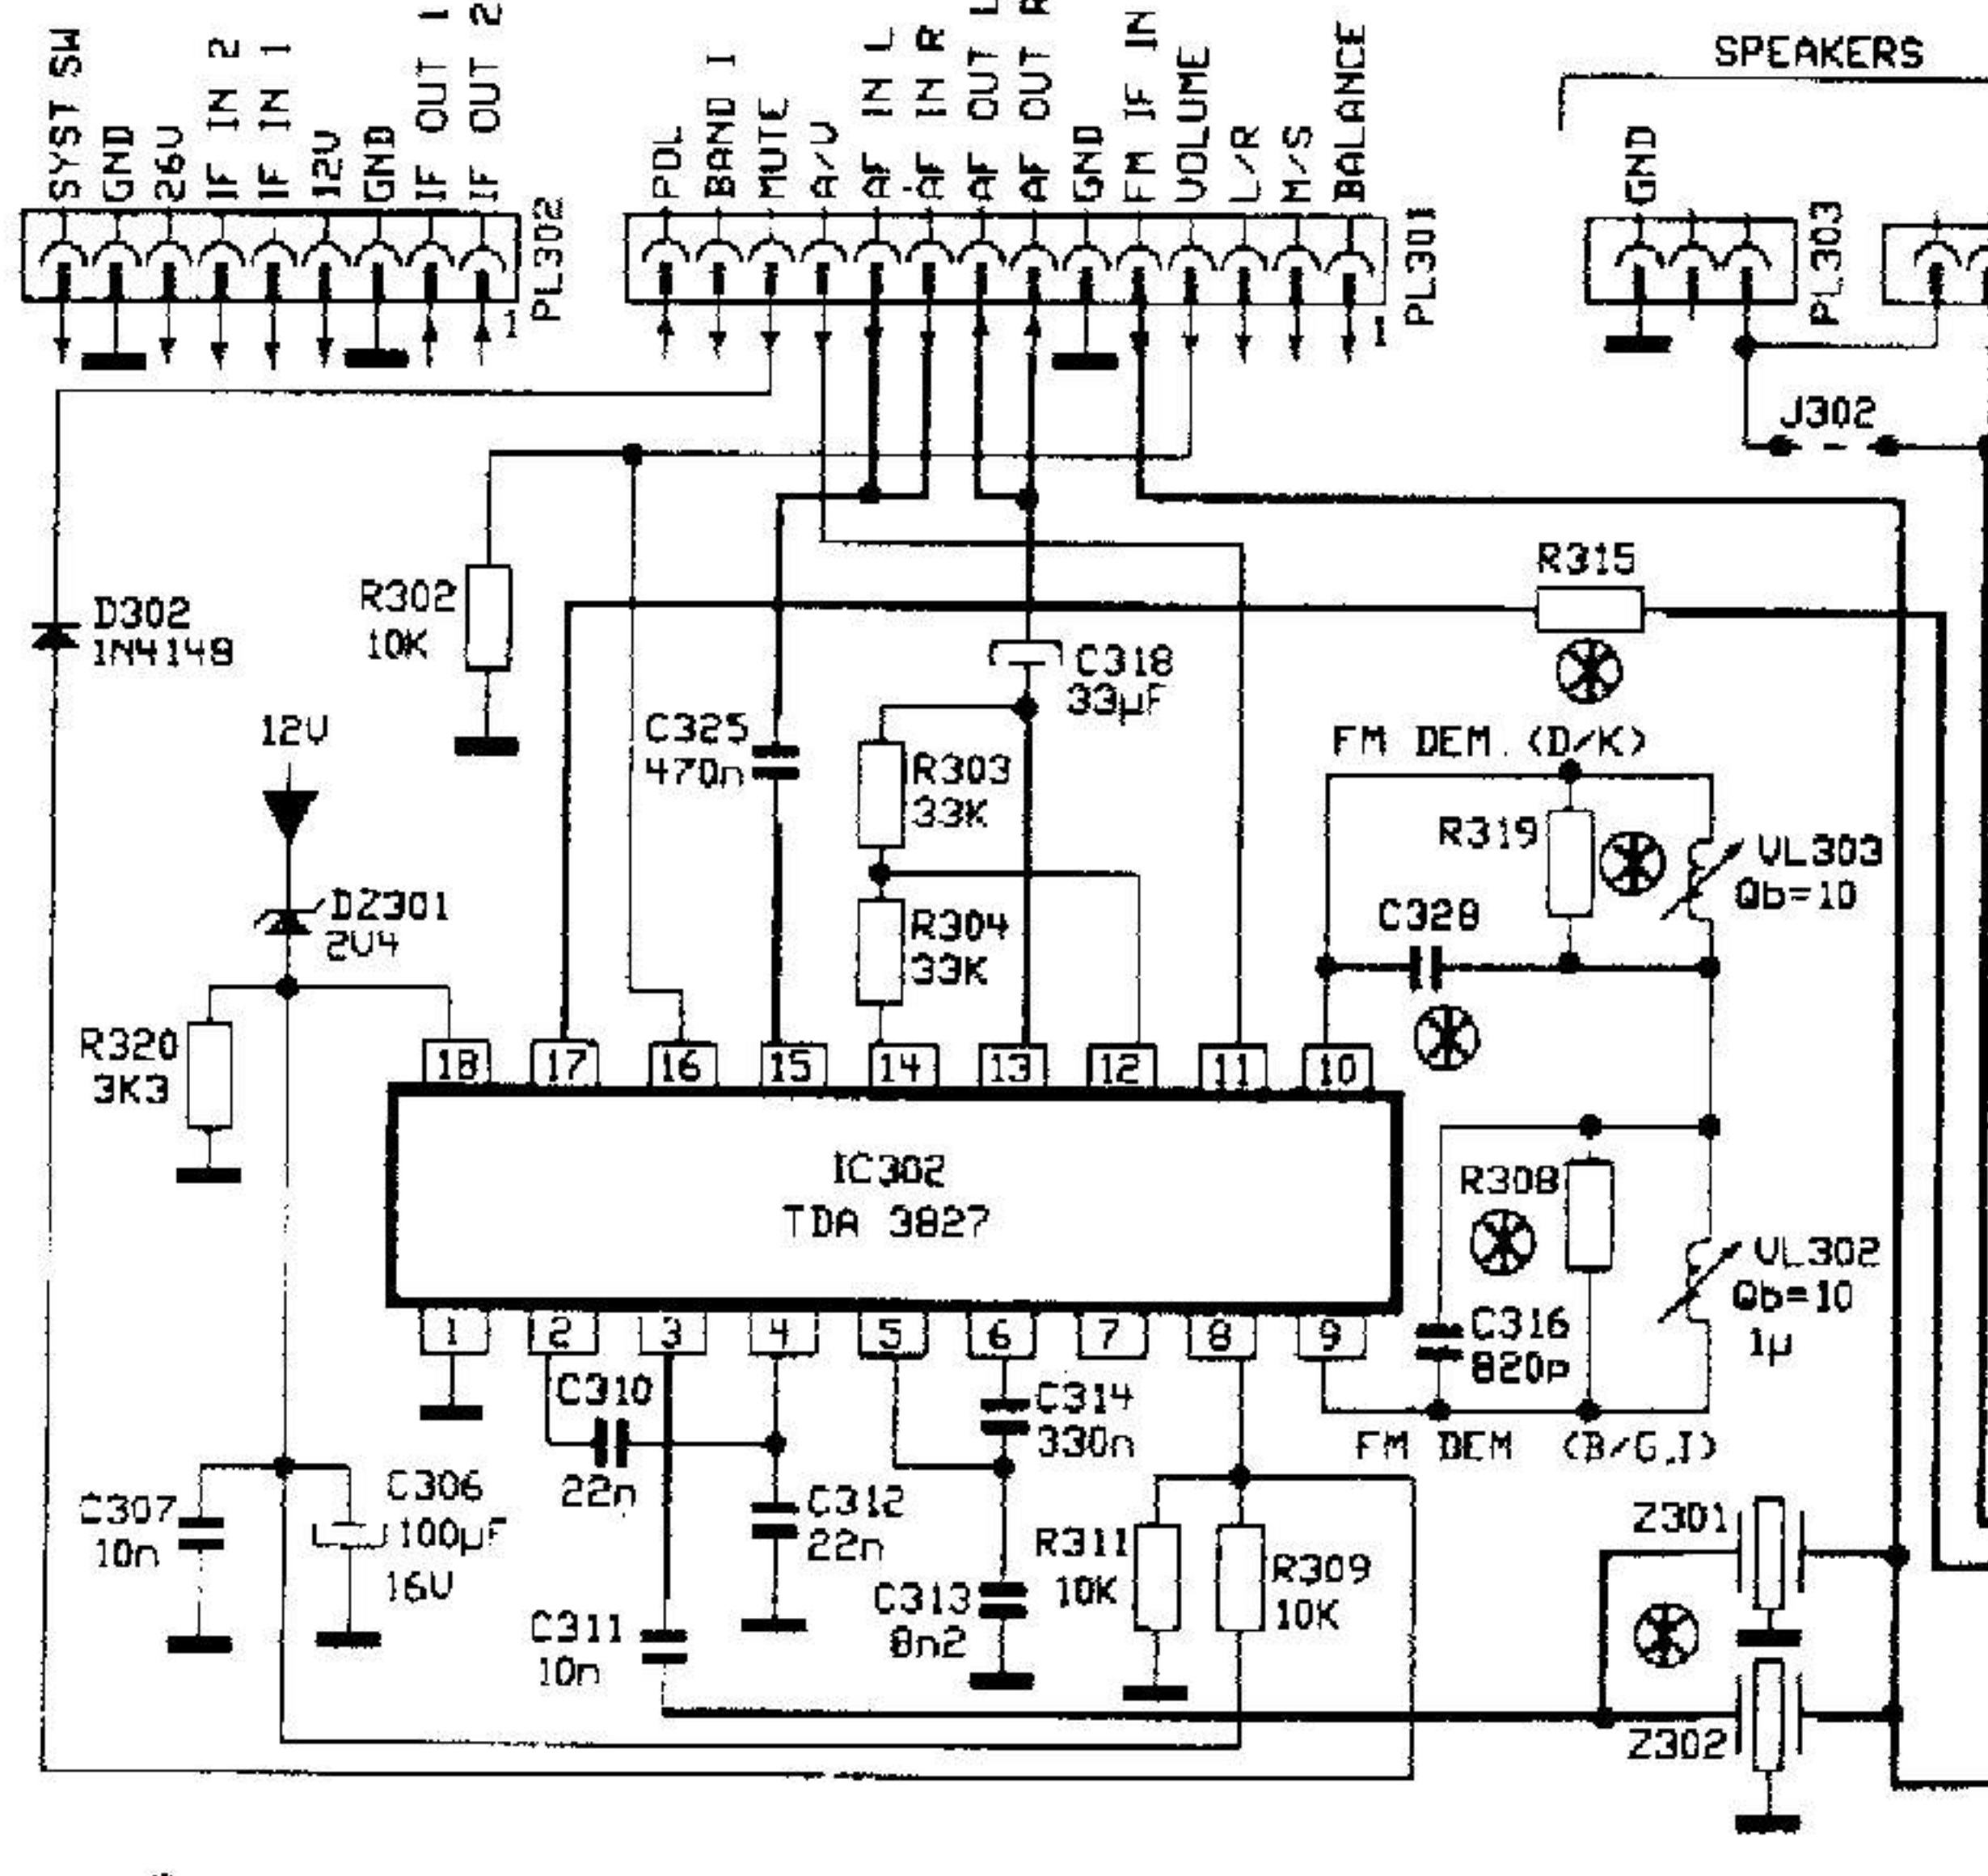 SYST SW
GND
26V
IF IN 2
IF IN 1
12V
GND
IF OUT 1
IF OUT 2
1
PL302
PDL
BAND I
MUTE
A/V
AF IN L
AF IN R
AF OUT L
AF OUT R
GND
FM IF IN
VOLUME
L/R
M/S
BALANCE
1
PL301
SPEAKERS
GND
PL303
J302
R315
D302
1N4148
R302
10K
C318
33µF
12V
C325
470n
R303
33K
FM DEM. (D/K)
R319
VL303
Qb=10
C328
DZ301
2V4
R304
33K
R320
3K3
18
17
16
15
14
13
12
11
10
IC302
TDA 3827
R308
VL302
Qb=10
1µ
C316
820p
1
2
3
4
5
6
7
8
9
C310
22n
C314
330n
FM DEM (B/G,I)
C307
10n
C306
100µF
16V
C312
22n
C313
8n2
R311
10K
R309
10K
C311
10n
Z301
Z302